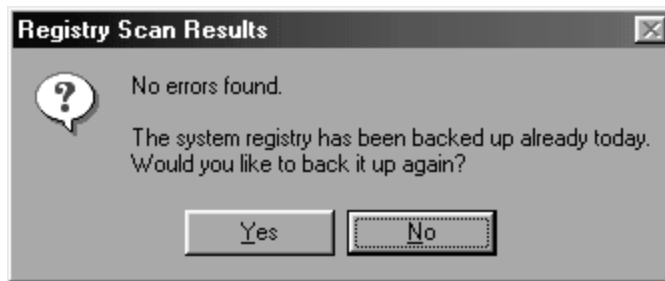 Registry Scan Results
No errors found.
The system registry has been backed up already today.
Would you like to back it up again?
Yes
No